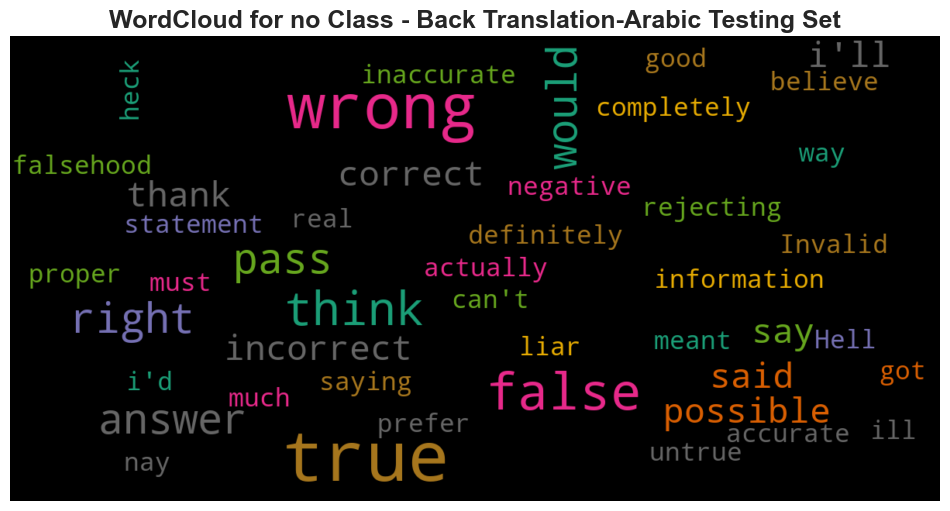 WordCloud for no Class - Back Translation-Arabic Testing Set
heck
inaccurate
wrong
would
good
i'll
believe
completely
falsehood
thank
correct
negative
way
statement
real
rejecting
definitely
Invalid
proper
must
pass
actually
information
right
think
can't
incorrect
liar
meant
say
Hell
i'd
much
saying
false
said
got
possible
answer
prefer
accurate
ill
nay
true
untrue